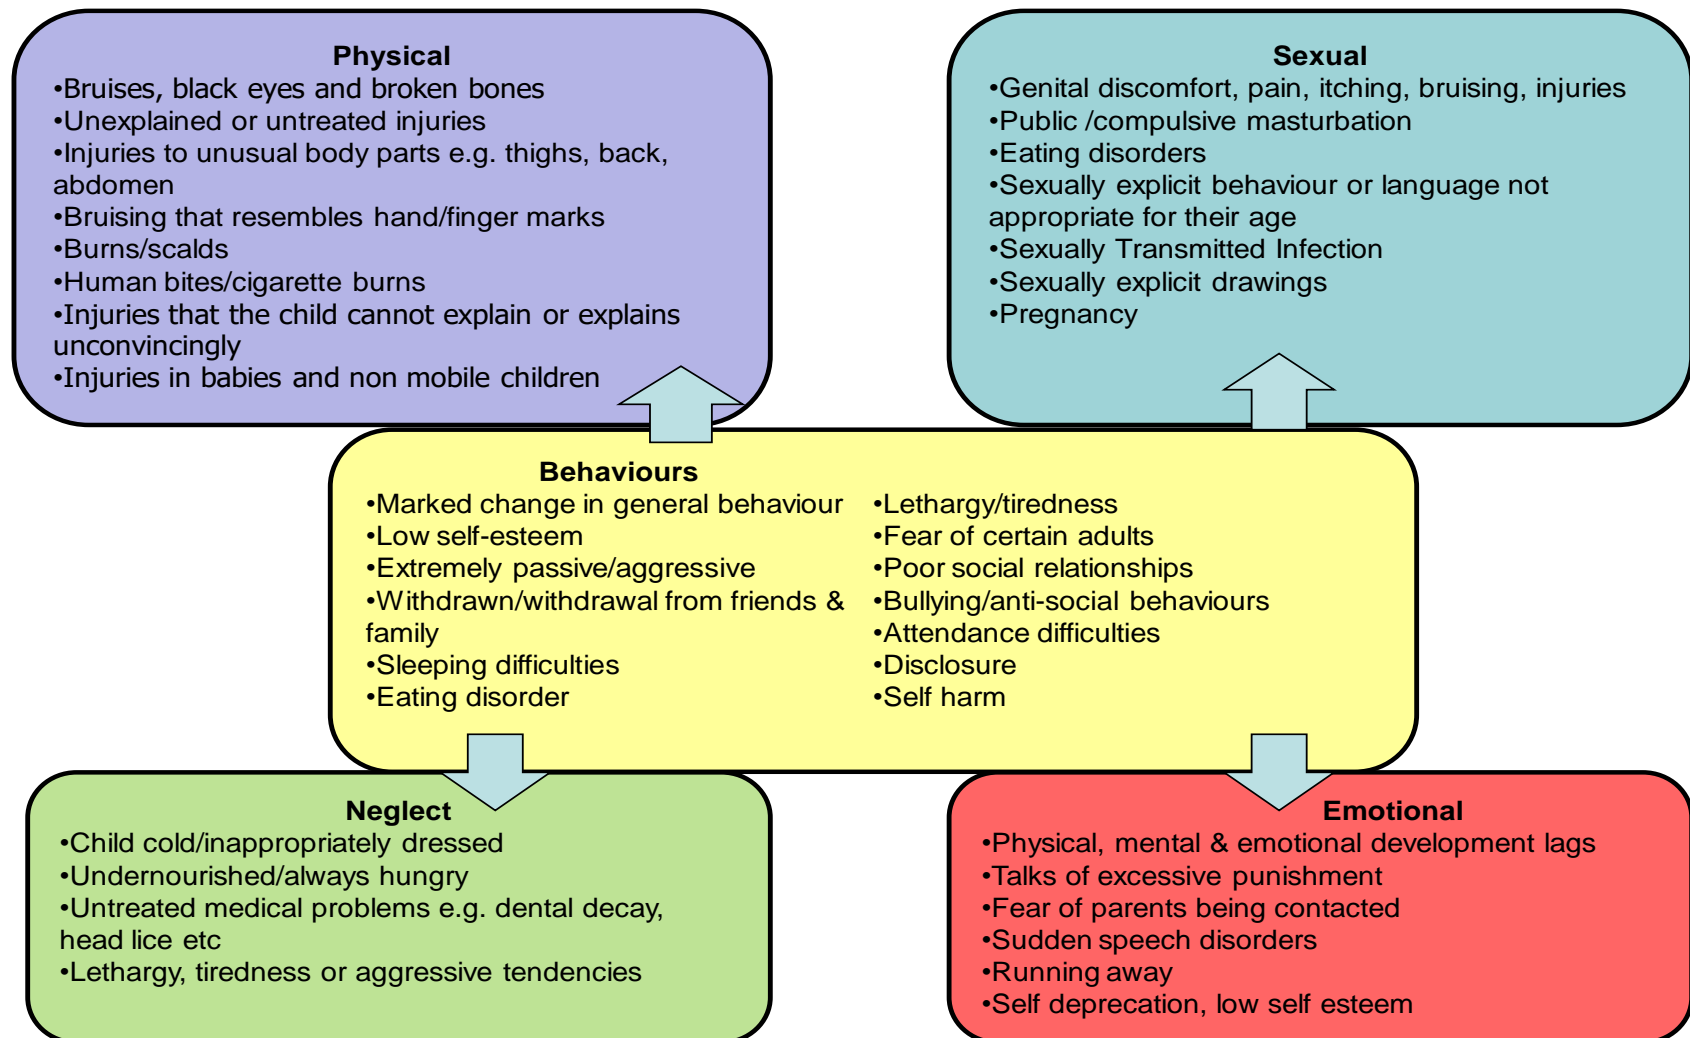 Physical
•Bruises, black eyes and broken bones
•Unexplained or untreated injuries
•Injuries to unusual body parts e.g. thighs, back,
abdomen
•Bruising that resembles hand/finger marks
•Burns/scalds
•Human bites/cigarette burns
•Injuries that the child cannot explain or explains
unconvincingly
•Injuries in babies and non mobile children
Sexual
•Genital discomfort, pain, itching, bruising, injuries
•Public /compulsive masturbation
•Eating disorders
•Sexually explicit behaviour or language not
appropriate for their age
•Sexually Transmitted Infection
•Sexually explicit drawings
•Pregnancy
Behaviours
•Marked change in general behaviour
•Low self-esteem
•Extremely passive/aggressive
•Withdrawn/withdrawal from friends &
family
•Sleeping difficulties
•Eating disorder
•Lethargy/tiredness
•Fear of certain adults
•Poor social relationships
•Bullying/anti-social behaviours
•Attendance difficulties
•Disclosure
•Self harm
Neglect
•Child cold/inappropriately dressed
•Undernourished/always hungry
•Untreated medical problems e.g. dental decay,
head lice etc
•Lethargy, tiredness or aggressive tendencies
Emotional
•Physical, mental & emotional development lags
•Talks of excessive punishment
•Fear of parents being contacted
•Sudden speech disorders
•Running away
•Self deprecation, low self esteem